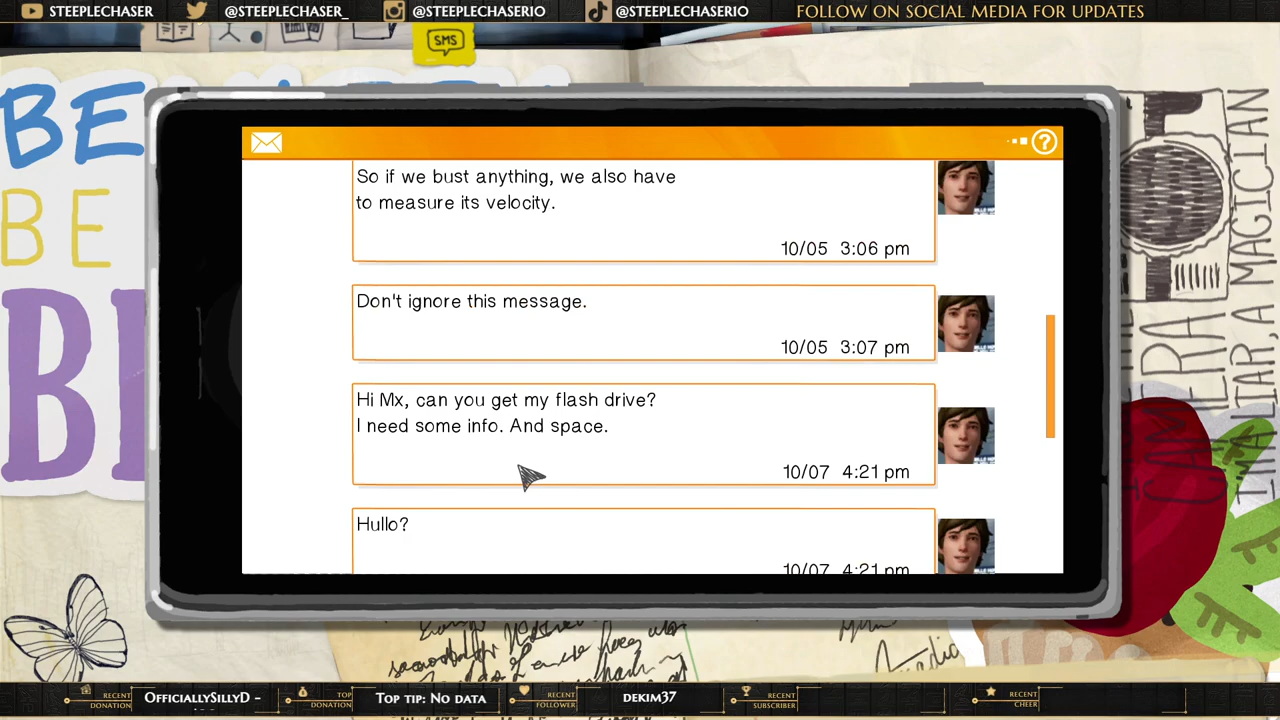 STEEPLECHASER
@STEEPLECHASER_
@STEEPLECHASERIO
@STEEPLECHASERIO
FOLLOW ON SOCIAL MEDIA FOR UPDATES
SMS
BE
BE
So if we bust anything, we also have
to measure its velocity.
10/05 3:06 pm
Don't ignore this message.
10/05 3:07 pm
Hi Mx, can you get my flash drive?
I need some info. And space.
10/07 4:21 pm
Hullo?
10/07 4:21 pm
CAMERA
I'M A LIAR, A MAGICIAN
RECENT
DONATION
OFFICIALLYSILLYD -
TOP
DONATION
TOP TIP: NO DATA
RECENT
FOLLOWER
DEKIM37
RECENT
SUBSCRIBER
RECENT
CHEER